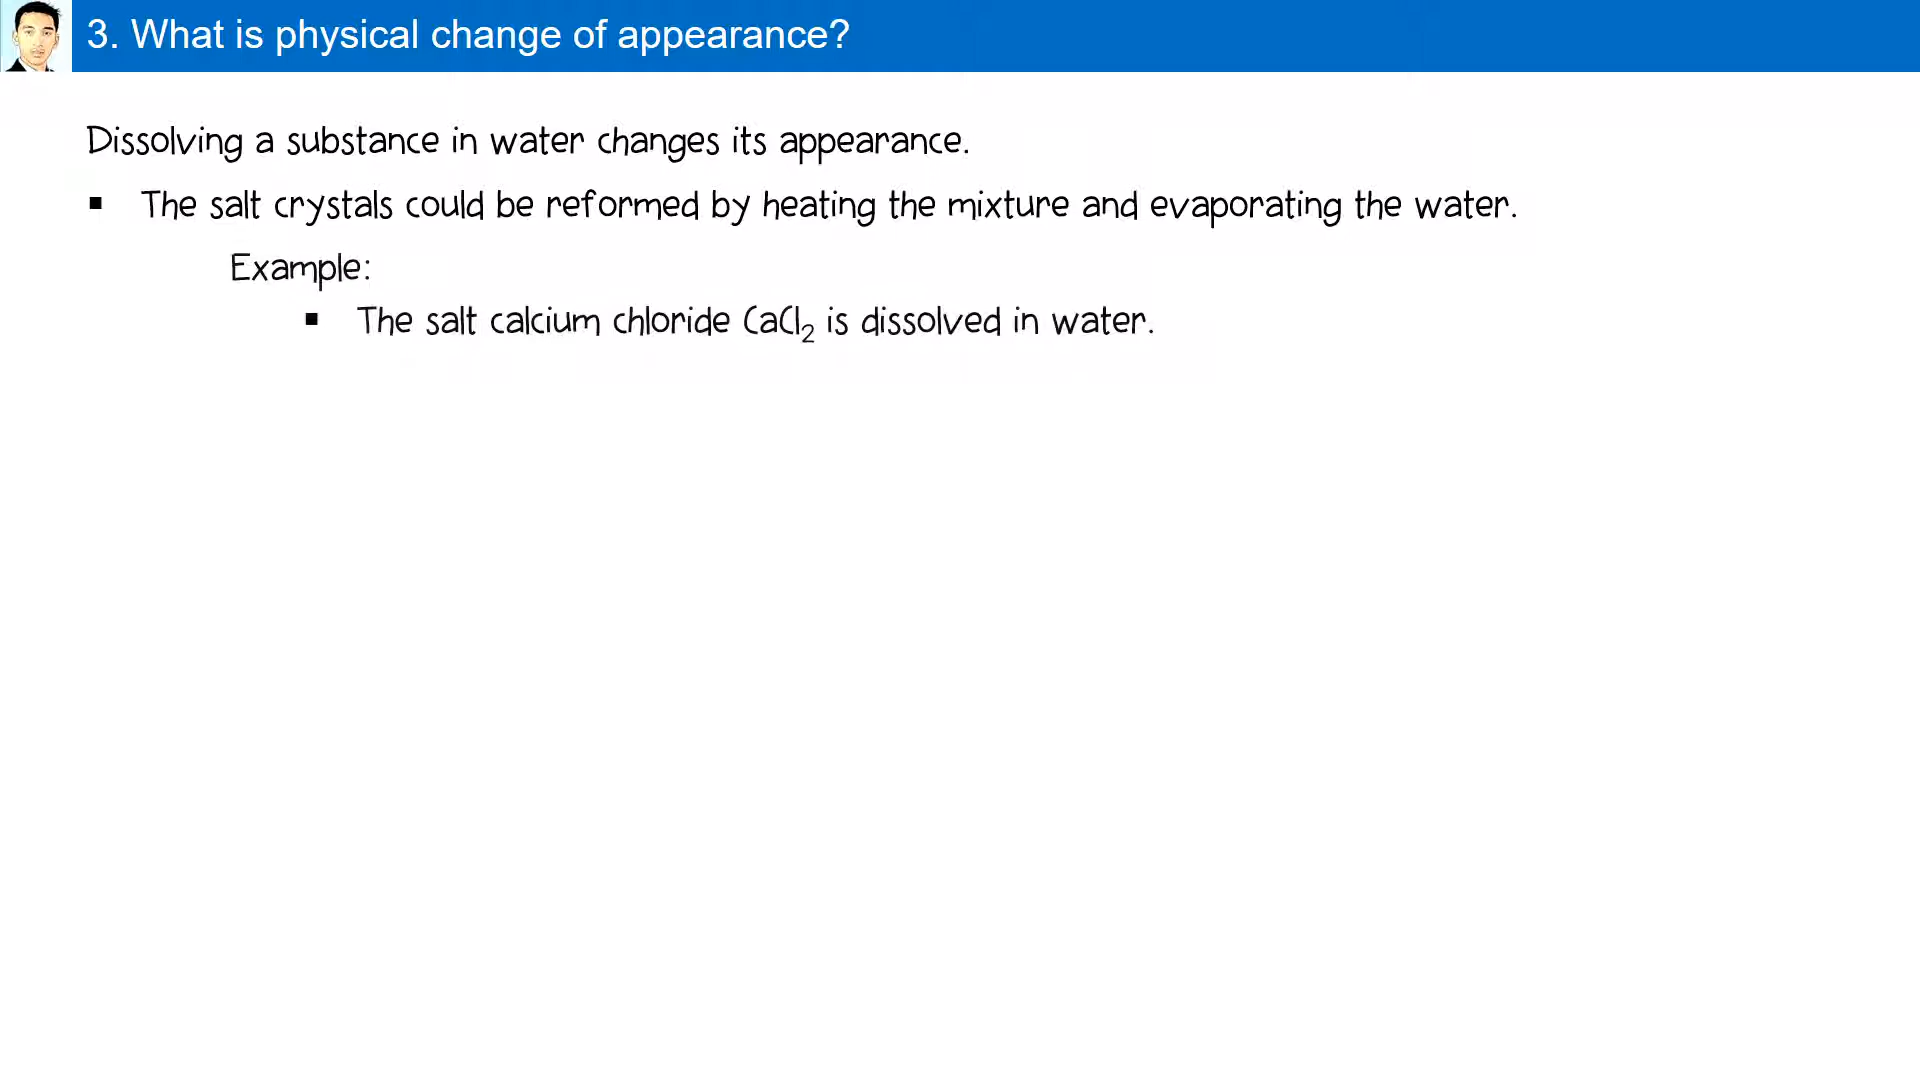 3. What is physical change of appearance?
Dissolving a substance in water changes its appearance.
▪ The salt crystals could be reformed by heating the mixture and evaporating the water.
Example:
▪ The salt calcium chloride CaCl₂ is dissolved in water.